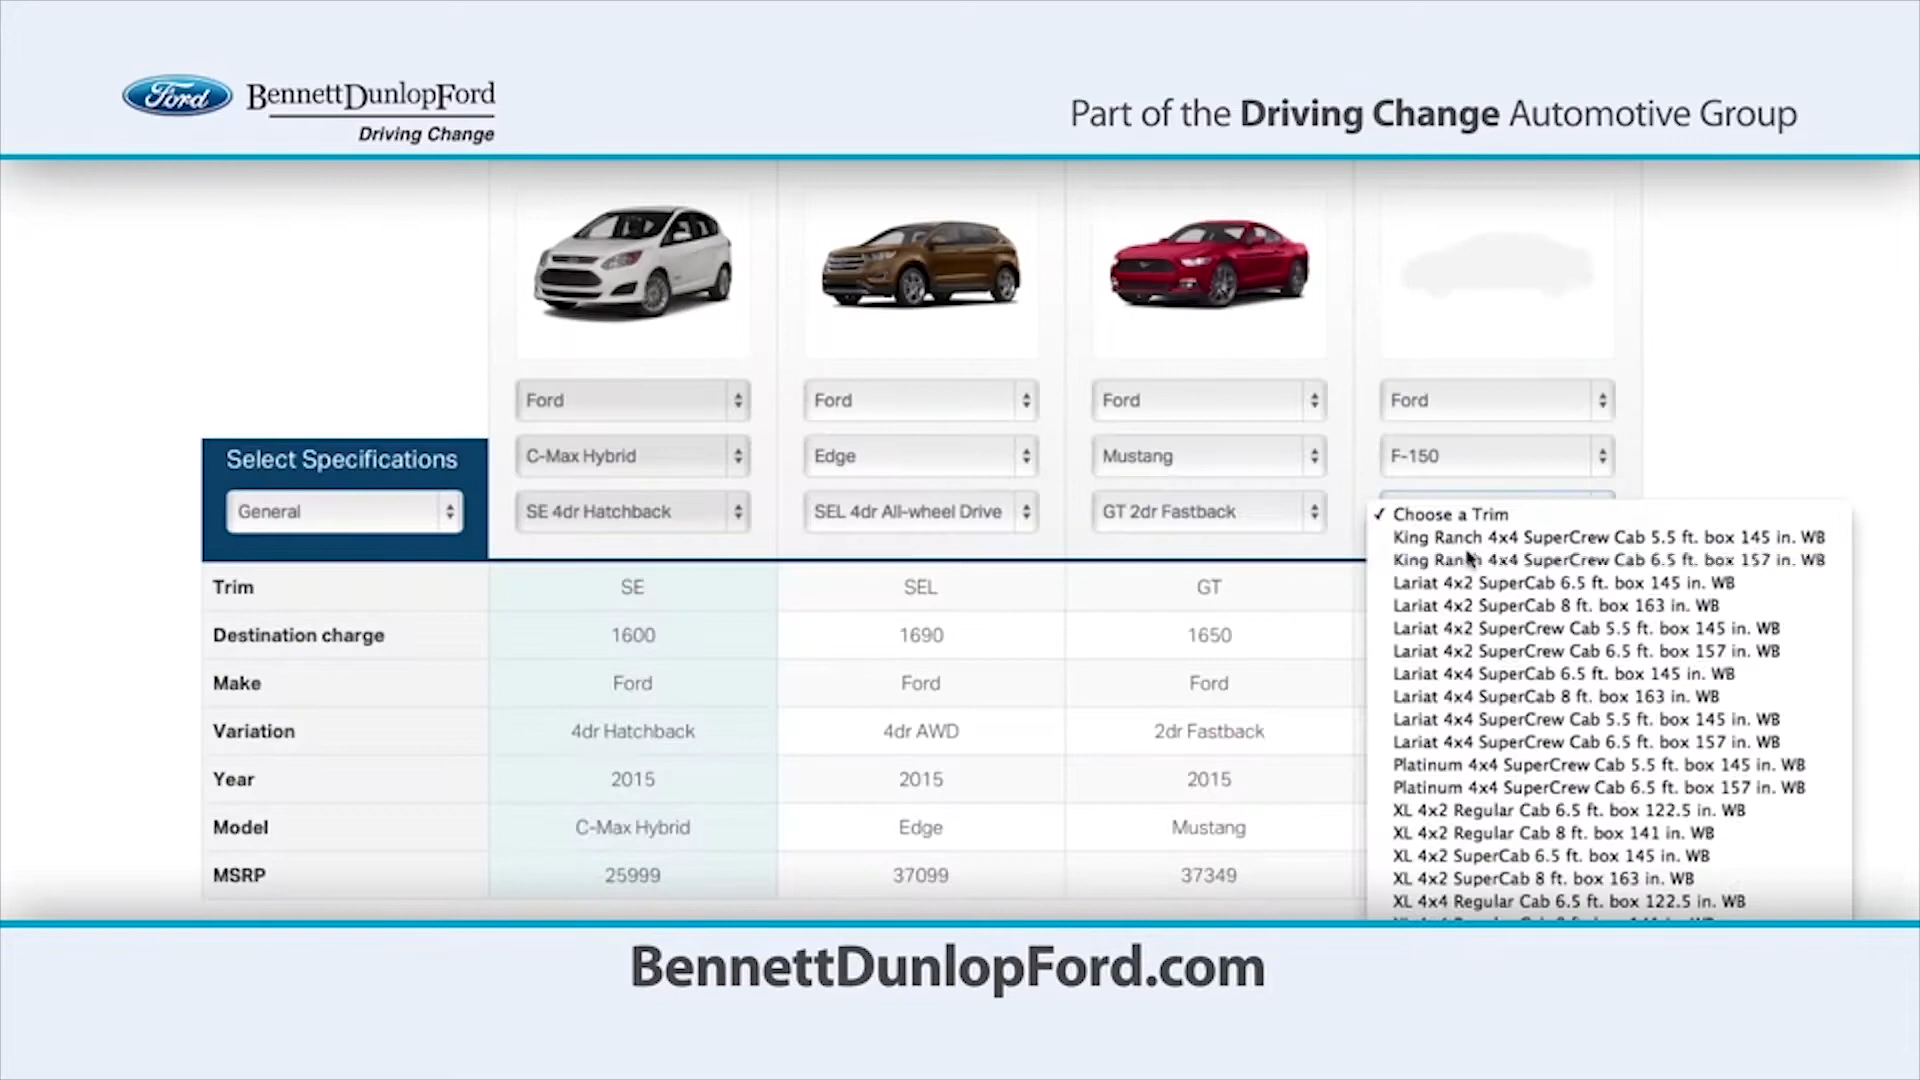 Ford BennettDunlopFord
Driving Change
Part of the Driving Change Automotive Group
Ford Ford Ford Ford
C-Max Hybrid Edge Mustang F-150
Select Specifications
General
SE 4dr Hatchback SEL 4dr All-wheel Drive GT 2dr Fastback
✓ Choose a Trim
King Ranch 4x4 SuperCrew Cab 5.5 ft. box 145 in. WB
King Ranch 4x4 SuperCrew Cab 6.5 ft. box 157 in. WB
Lariat 4x2 SuperCab 6.5 ft. box 145 in. WB
Lariat 4x2 SuperCab 8 ft. box 163 in. WB
Lariat 4x2 SuperCrew Cab 5.5 ft. box 145 in. WB
Lariat 4x2 SuperCrew Cab 6.5 ft. box 157 in. WB
Lariat 4x4 SuperCab 6.5 ft. box 145 in. WB
Lariat 4x4 SuperCab 8 ft. box 163 in. WB
Lariat 4x4 SuperCrew Cab 5.5 ft. box 145 in. WB
Lariat 4x4 SuperCrew Cab 6.5 ft. box 157 in. WB
Platinum 4x4 SuperCrew Cab 5.5 ft. box 145 in. WB
Platinum 4x4 SuperCrew Cab 6.5 ft. box 157 in. WB
XL 4x2 Regular Cab 6.5 ft. box 122.5 in. WB
XL 4x2 Regular Cab 8 ft. box 141 in. WB
XL 4x2 SuperCab 6.5 ft. box 145 in. WB
XL 4x2 SuperCab 8 ft. box 163 in. WB
XL 4x4 Regular Cab 6.5 ft. box 122.5 in. WB
Trim SE SEL GT
Destination charge 1600 1690 1650
Make Ford Ford Ford
Variation 4dr Hatchback 4dr AWD 2dr Fastback
Year 2015 2015 2015
Model C-Max Hybrid Edge Mustang
MSRP 25999 37099 37349
BennettDunlopFord.com